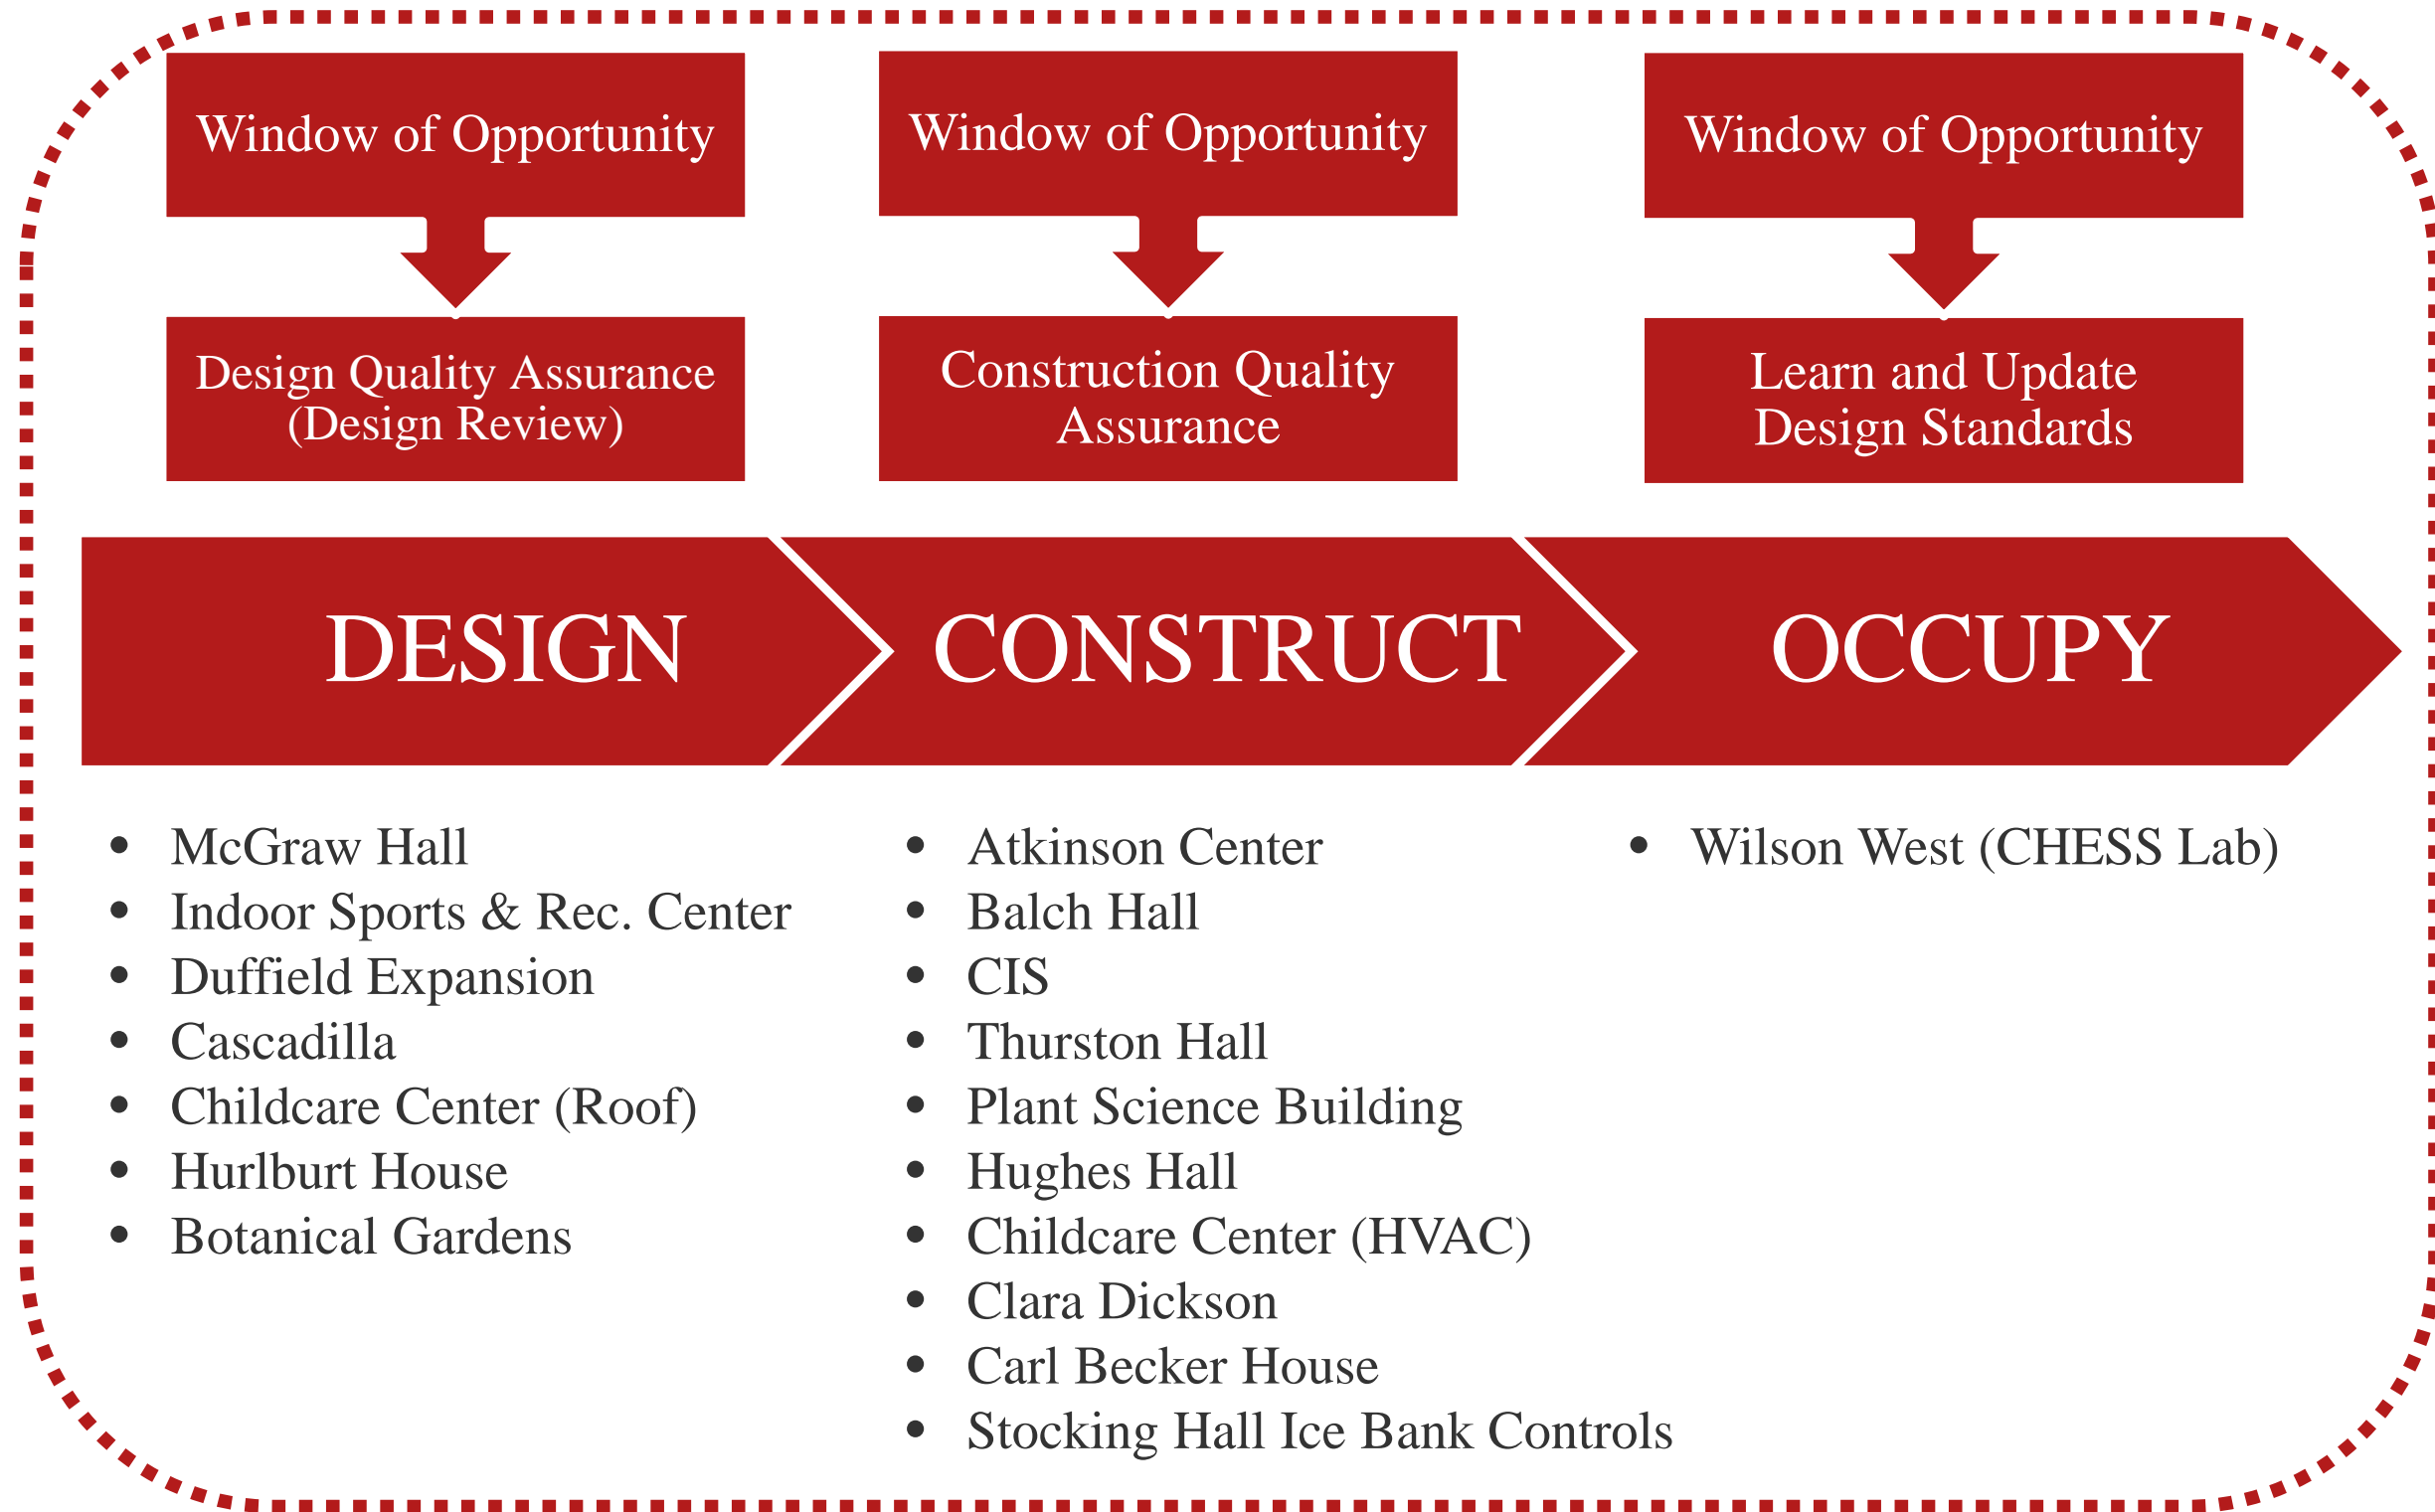 Window of Opportunity
Window of Opportunity
Window of Opportunity
Design Quality Assurance
(Design Review)
Construction Quality
Assurance
Learn and Update
Design Standards
DESIGN
CONSTRUCT
OCCUPY
• McGraw Hall
• Indoor Sports & Rec. Center
• Duffield Expansion
• Cascadilla
• Childcare Center (Roof)
• Hurlburt House
• Botanical Gardens
• Atkinson Center
• Balch Hall
• CIS
• Thurston Hall
• Plant Science Building
• Hughes Hall
• Childcare Center (HVAC)
• Clara Dickson
• Carl Becker House
• Stocking Hall Ice Bank Controls
• Wilson West (CHESS Lab)